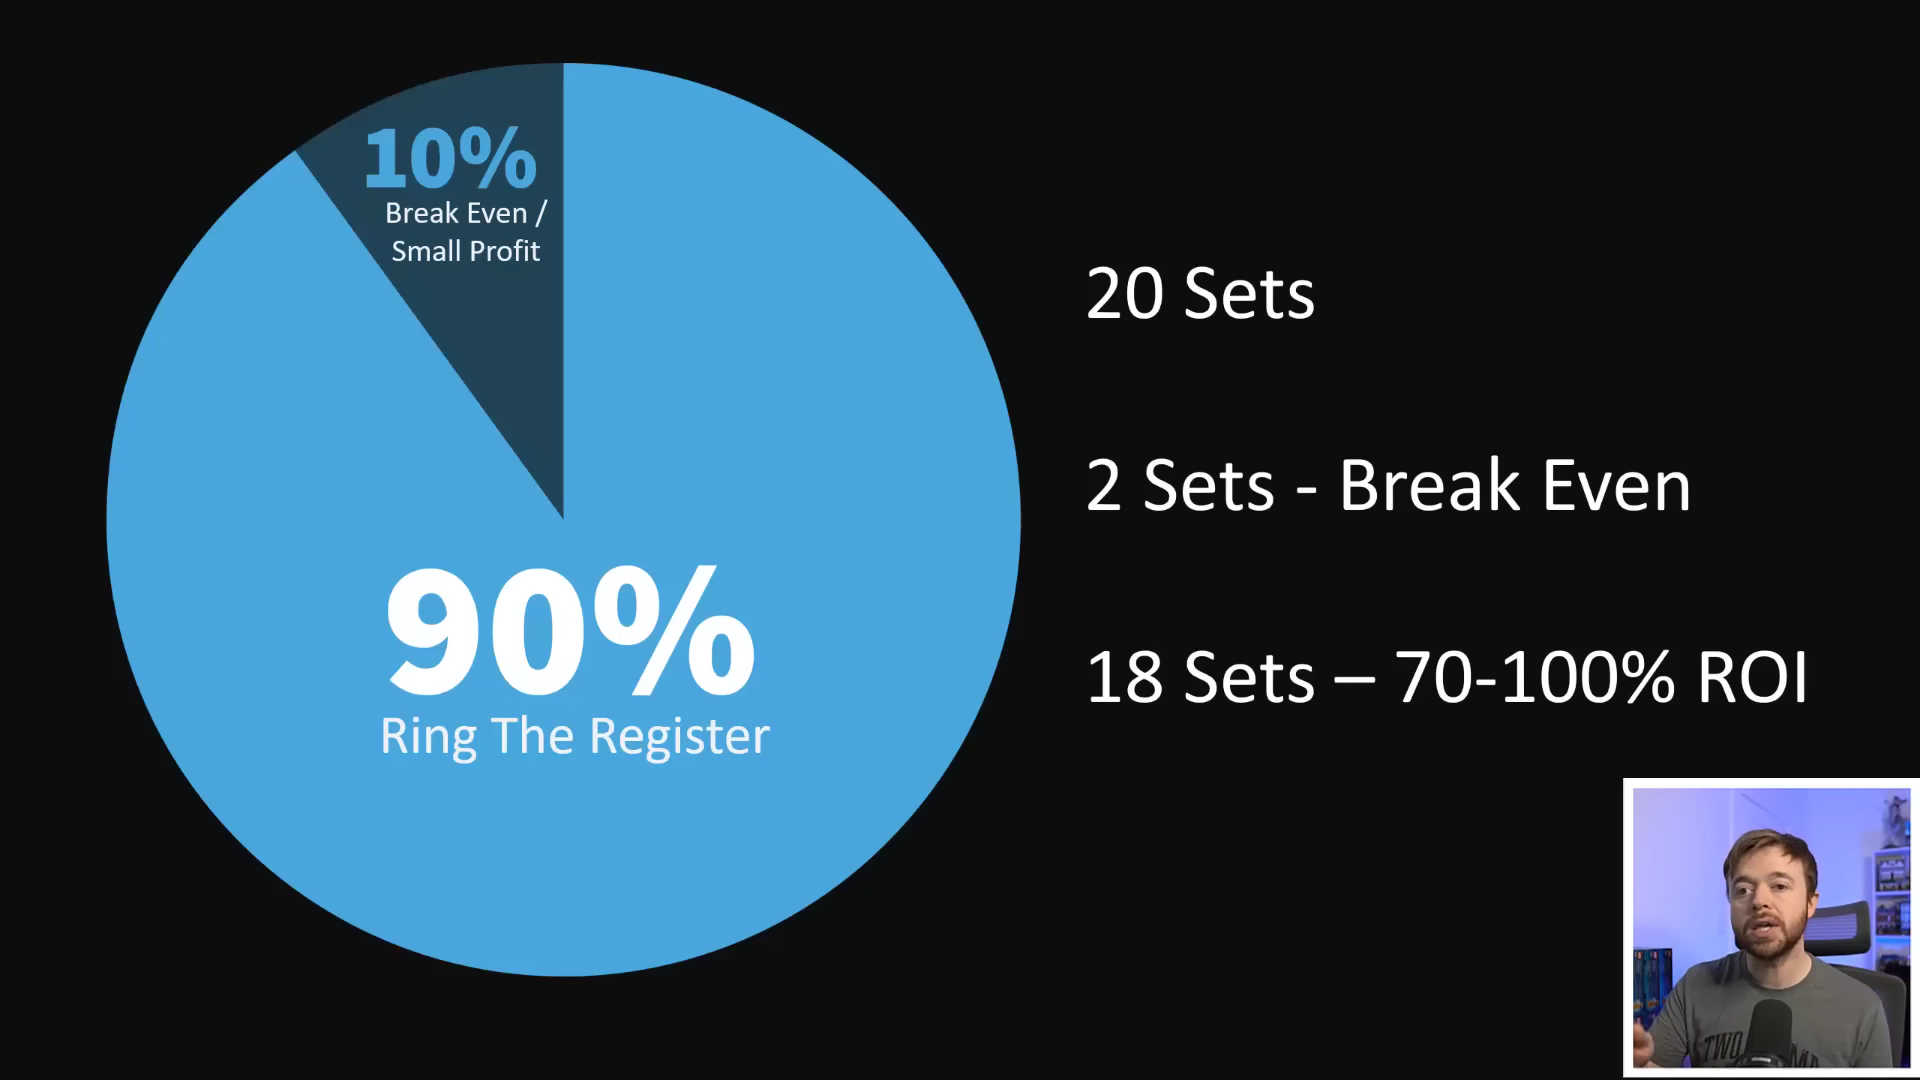 10%
Break Even /
Small Profit
90%
Ring The Register
20 Sets
2 Sets - Break Even
18 Sets – 70-100% ROI
TWO